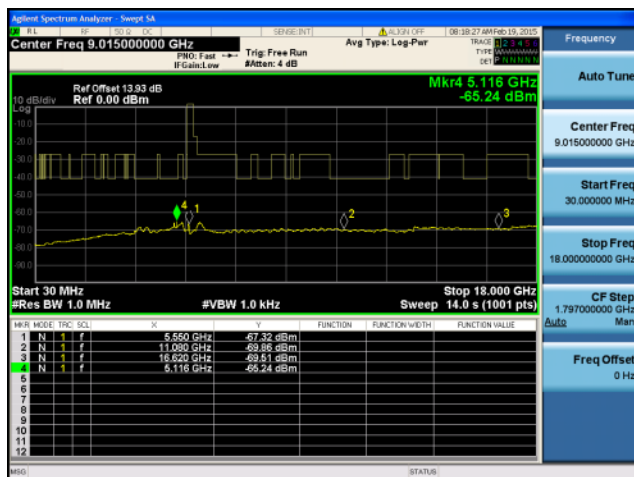 Agilent Spectrum Analyzer - Swept SA
RL RF 50 Ω DC SENSE:INT ALIGN OFF 08:18:27 AM Feb 19, 2015
Center Freq 9.015000000 GHz
PNO: Fast
IFGain:Low
Trig: Free Run
#Atten: 4 dB
Avg Type: Log-Pwr
TRACE 1 2 3 4 5 6
TYPE
DET P N N N N N
Ref Offset 13.93 dB
10 dB/div Ref 0.00 dBm
Log
Mkr4 5.116 GHz
-65.24 dBm
-10.0
-20.0
-30.0
-40.0
-50.0
-60.0
-70.0
-80.0
-90.0
4 1 2 3
Start 30 MHz Stop 18.000 GHz
#Res BW 1.0 MHz #VBW 1.0 kHz Sweep 14.0 s (1001 pts)
MKR MODE TRC SCL X Y FUNCTION FUNCTION WIDTH FUNCTION VALUE
1 N 1 f 5.550 GHz -67.32 dBm
2 N 1 f 11.080 GHz -69.86 dBm
3 N 1 f 16.620 GHz -69.51 dBm
4 N 1 f 5.116 GHz -65.24 dBm
5
6
7
8
9
10
11
12
MSG STATUS
Frequency
Auto Tune
Center Freq
9.015000000 GHz
Start Freq
30.000000 MHz
Stop Freq
18.000000000 GHz
CF Step
1.797000000 GHz
Auto Man
Freq Offset
0 Hz